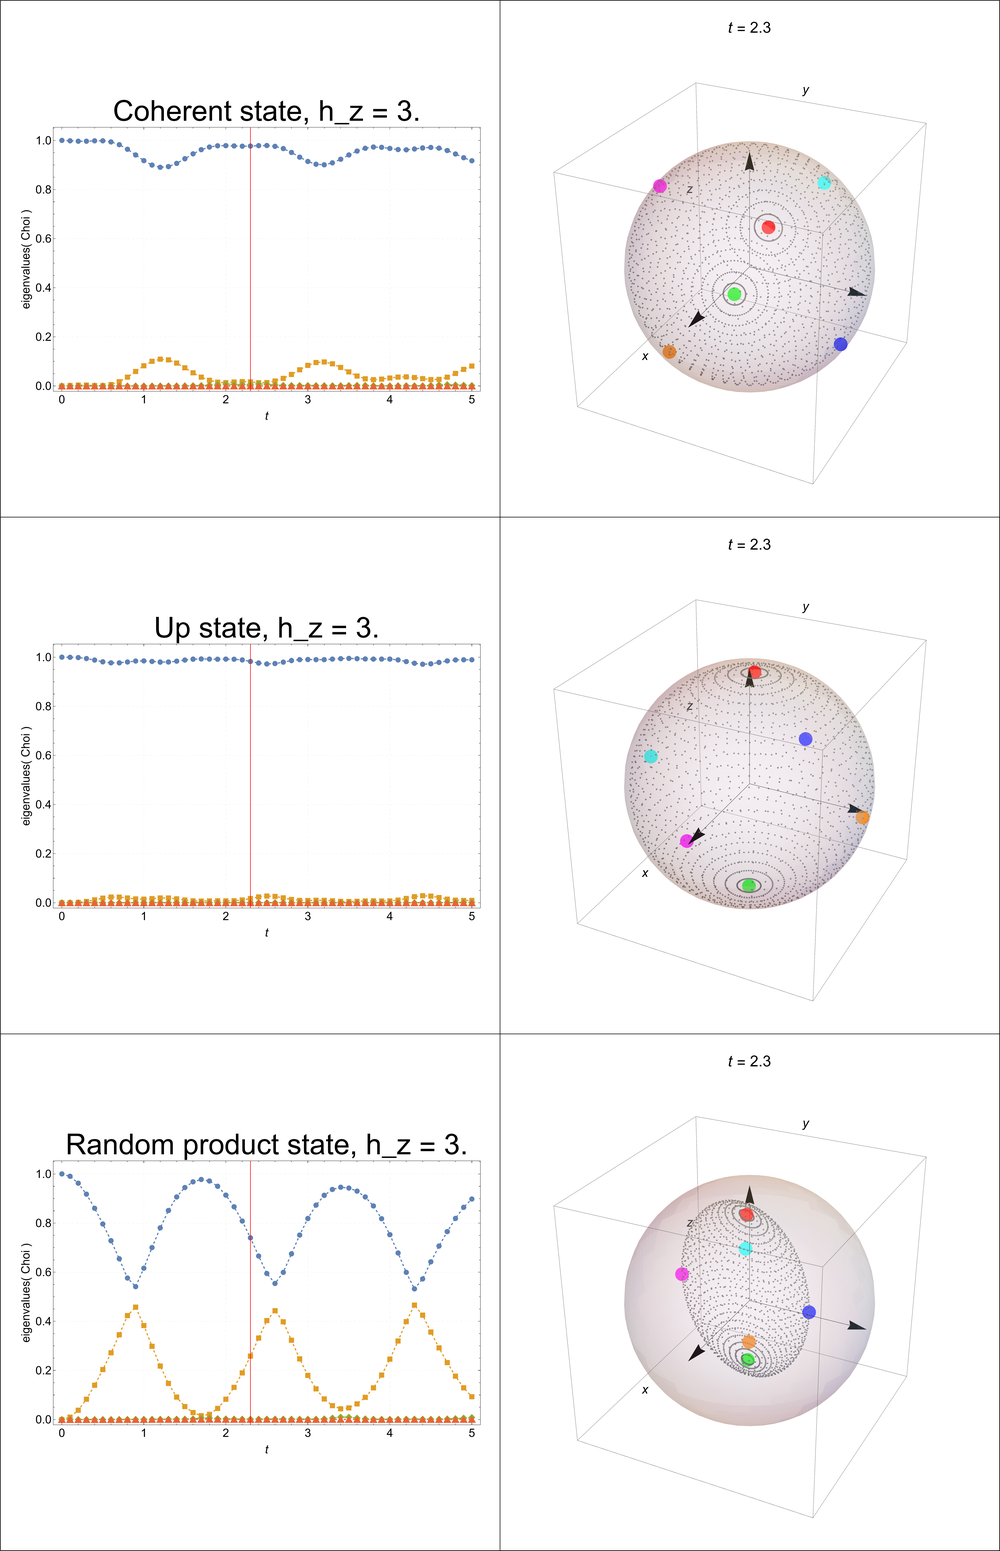 Coherent state, h_z = 3.
eigenvalues( Choi )
1.0
0.8
0.6
0.4
0.2
0.0
0 1 2 3 4 5
t
t = 2.3
y
z
x
Up state, h_z = 3.
eigenvalues( Choi )
1.0
0.8
0.6
0.4
0.2
0.0
0 1 2 3 4 5
t
t = 2.3
y
z
x
Random product state, h_z = 3.
eigenvalues( Choi )
1.0
0.8
0.6
0.4
0.2
0.0
0 1 2 3 4 5
t
t = 2.3
y
z
x